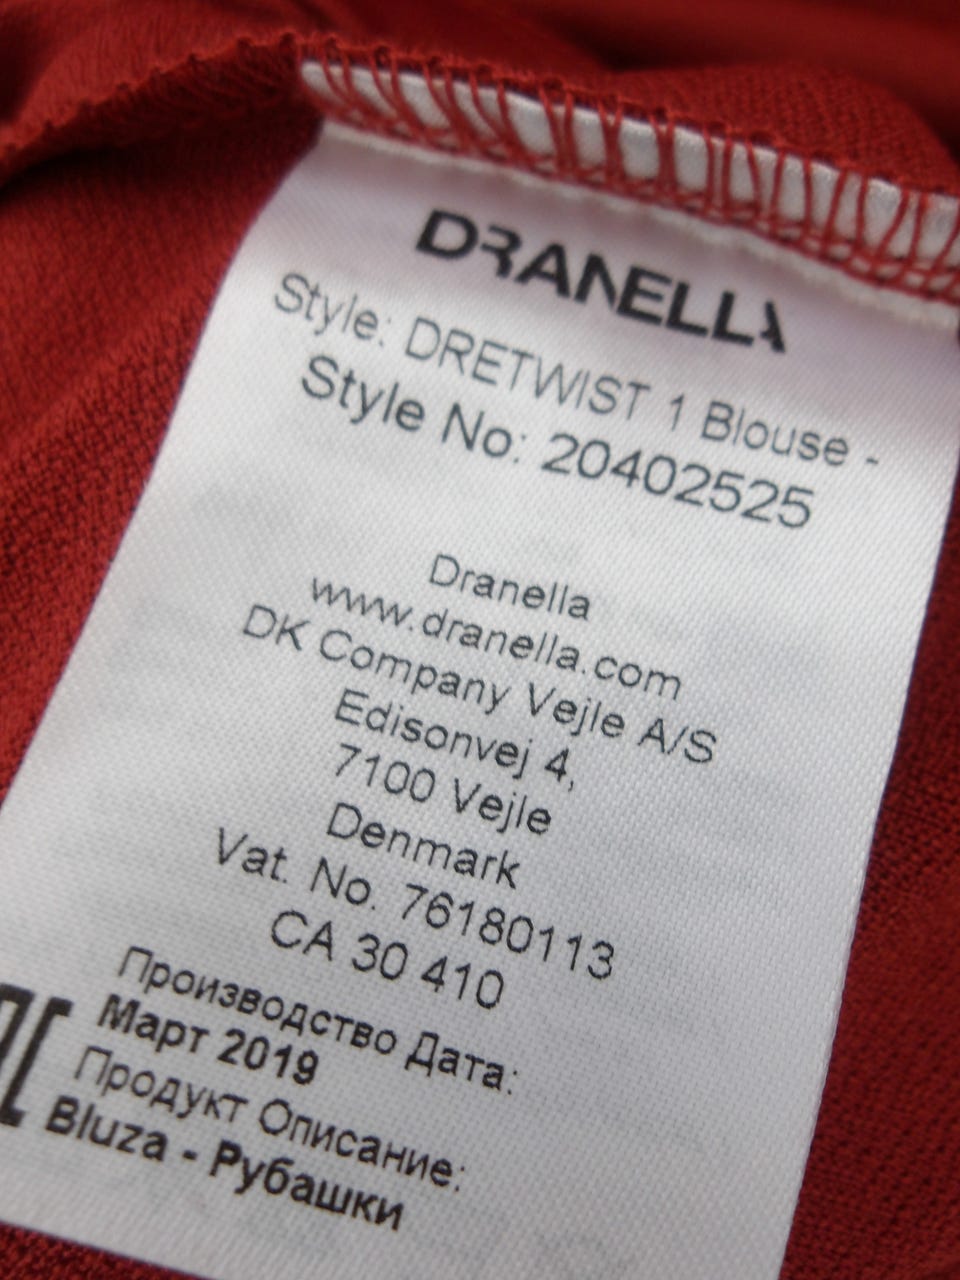 DRANELLA
Style: DRETWIST 1 Blouse -
Style No: 20402525
Dranella
www.dranella.com
DK Company Vejle A/S
Edisonvej 4,
7100 Vejle
Denmark
Vat. No. 76180113
CA 30 410
Производство Дата:
Март 2019
Продукт Описание:
Bluza - Рубашки